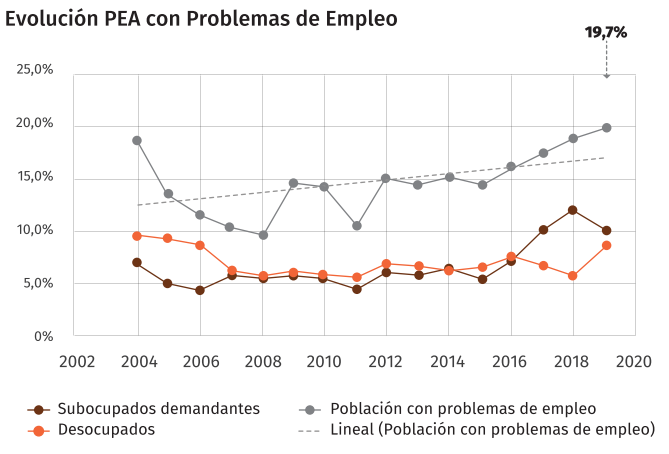 Evolución PEA con Problemas de Empleo
19,7%
25,0%
20,0%
15,0%
10,0%
5,0%
0%
2002 2004 2006 2008 2010 2012 2014 2016 2018 2020
Subocupados demandantes
Población con problemas de empleo
Desocupados
Lineal (Población con problemas de empleo)